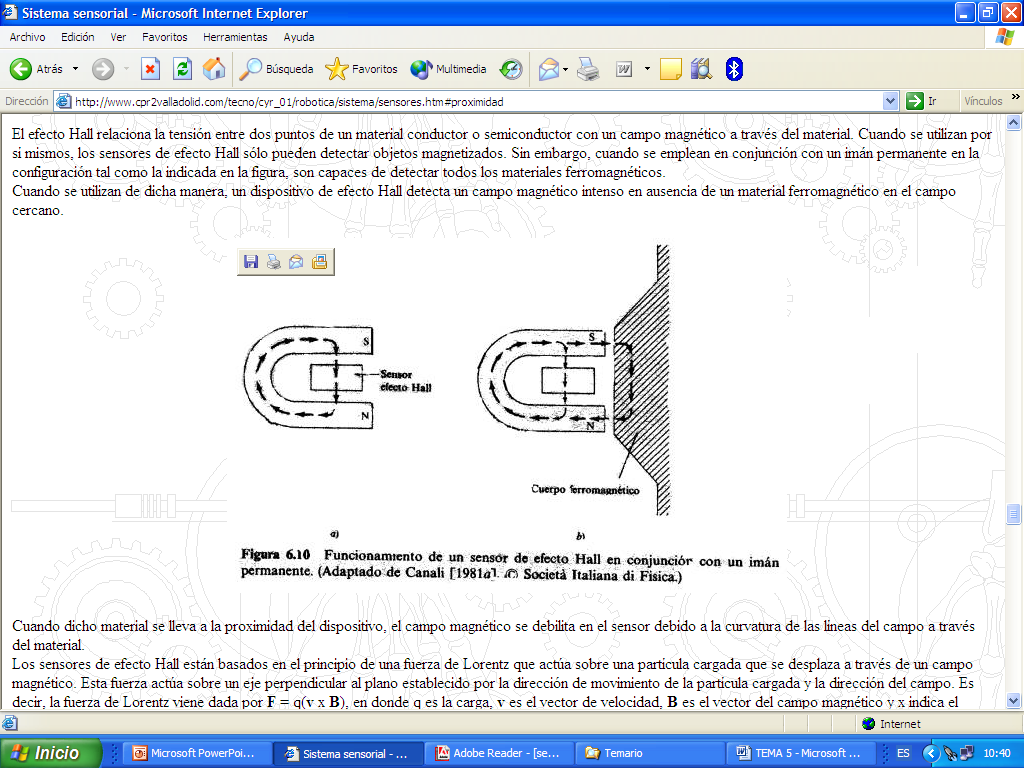 Sistema sensorial - Microsoft Internet Explorer
Archivo Edición Ver Favoritos Herramientas Ayuda
Atrás Búsqueda Favoritos Multimedia
Dirección http://www.cpr2valladolid.com/tecno/cyr_01/robotica/sistema/sensores.htm#proximidad Ir Vínculos »
El efecto Hall relaciona la tensión entre dos puntos de un material conductor o semiconductor con un campo magnético a través del material. Cuando se utilizan por
si mismos, los sensores de efecto Hall sólo pueden detectar objetos magnetizados. Sin embargo, cuando se emplean en conjunción con un imán permanente en la
configuración tal como la indicada en la figura, son capaces de detectar todos los materiales ferromagnéticos.
Cuando se utilizan de dicha manera, un dispositivo de efecto Hall detecta un campo magnético intenso en ausencia de un material ferromagnético en el campo
cercano.
S
Sensor
efecto Hall
N
S
N
Cuerpo ferromagnético
a)
b)
Figura 6.10 Funcionamiento de un sensor de efecto Hall en conjunción con un imán
permanente. (Adaptado de Canali [1981a]. © Società Italiana di Fisica.)
Cuando dicho material se lleva a la proximidad del dispositivo, el campo magnético se debilita en el sensor debido a la curvatura de las líneas del campo a través
del material.
Los sensores de efecto Hall están basados en el principio de una fuerza de Lorentz que actúa sobre una partícula cargada que se desplaza a través de un campo
magnético. Esta fuerza actúa sobre un eje perpendicular al plano establecido por la dirección de movimiento de la partícula cargada y la dirección del campo. Es
decir, la fuerza de Lorentz viene dada por F = q(v x B), en donde q es la carga, v es el vector de velocidad, B es el vector del campo magnético y x indica el
Internet
Inicio Microsoft PowerPoi... Sistema sensorial - ... Adobe Reader - [se... Temario TEMA 5 - Microsoft ... ES 10:40